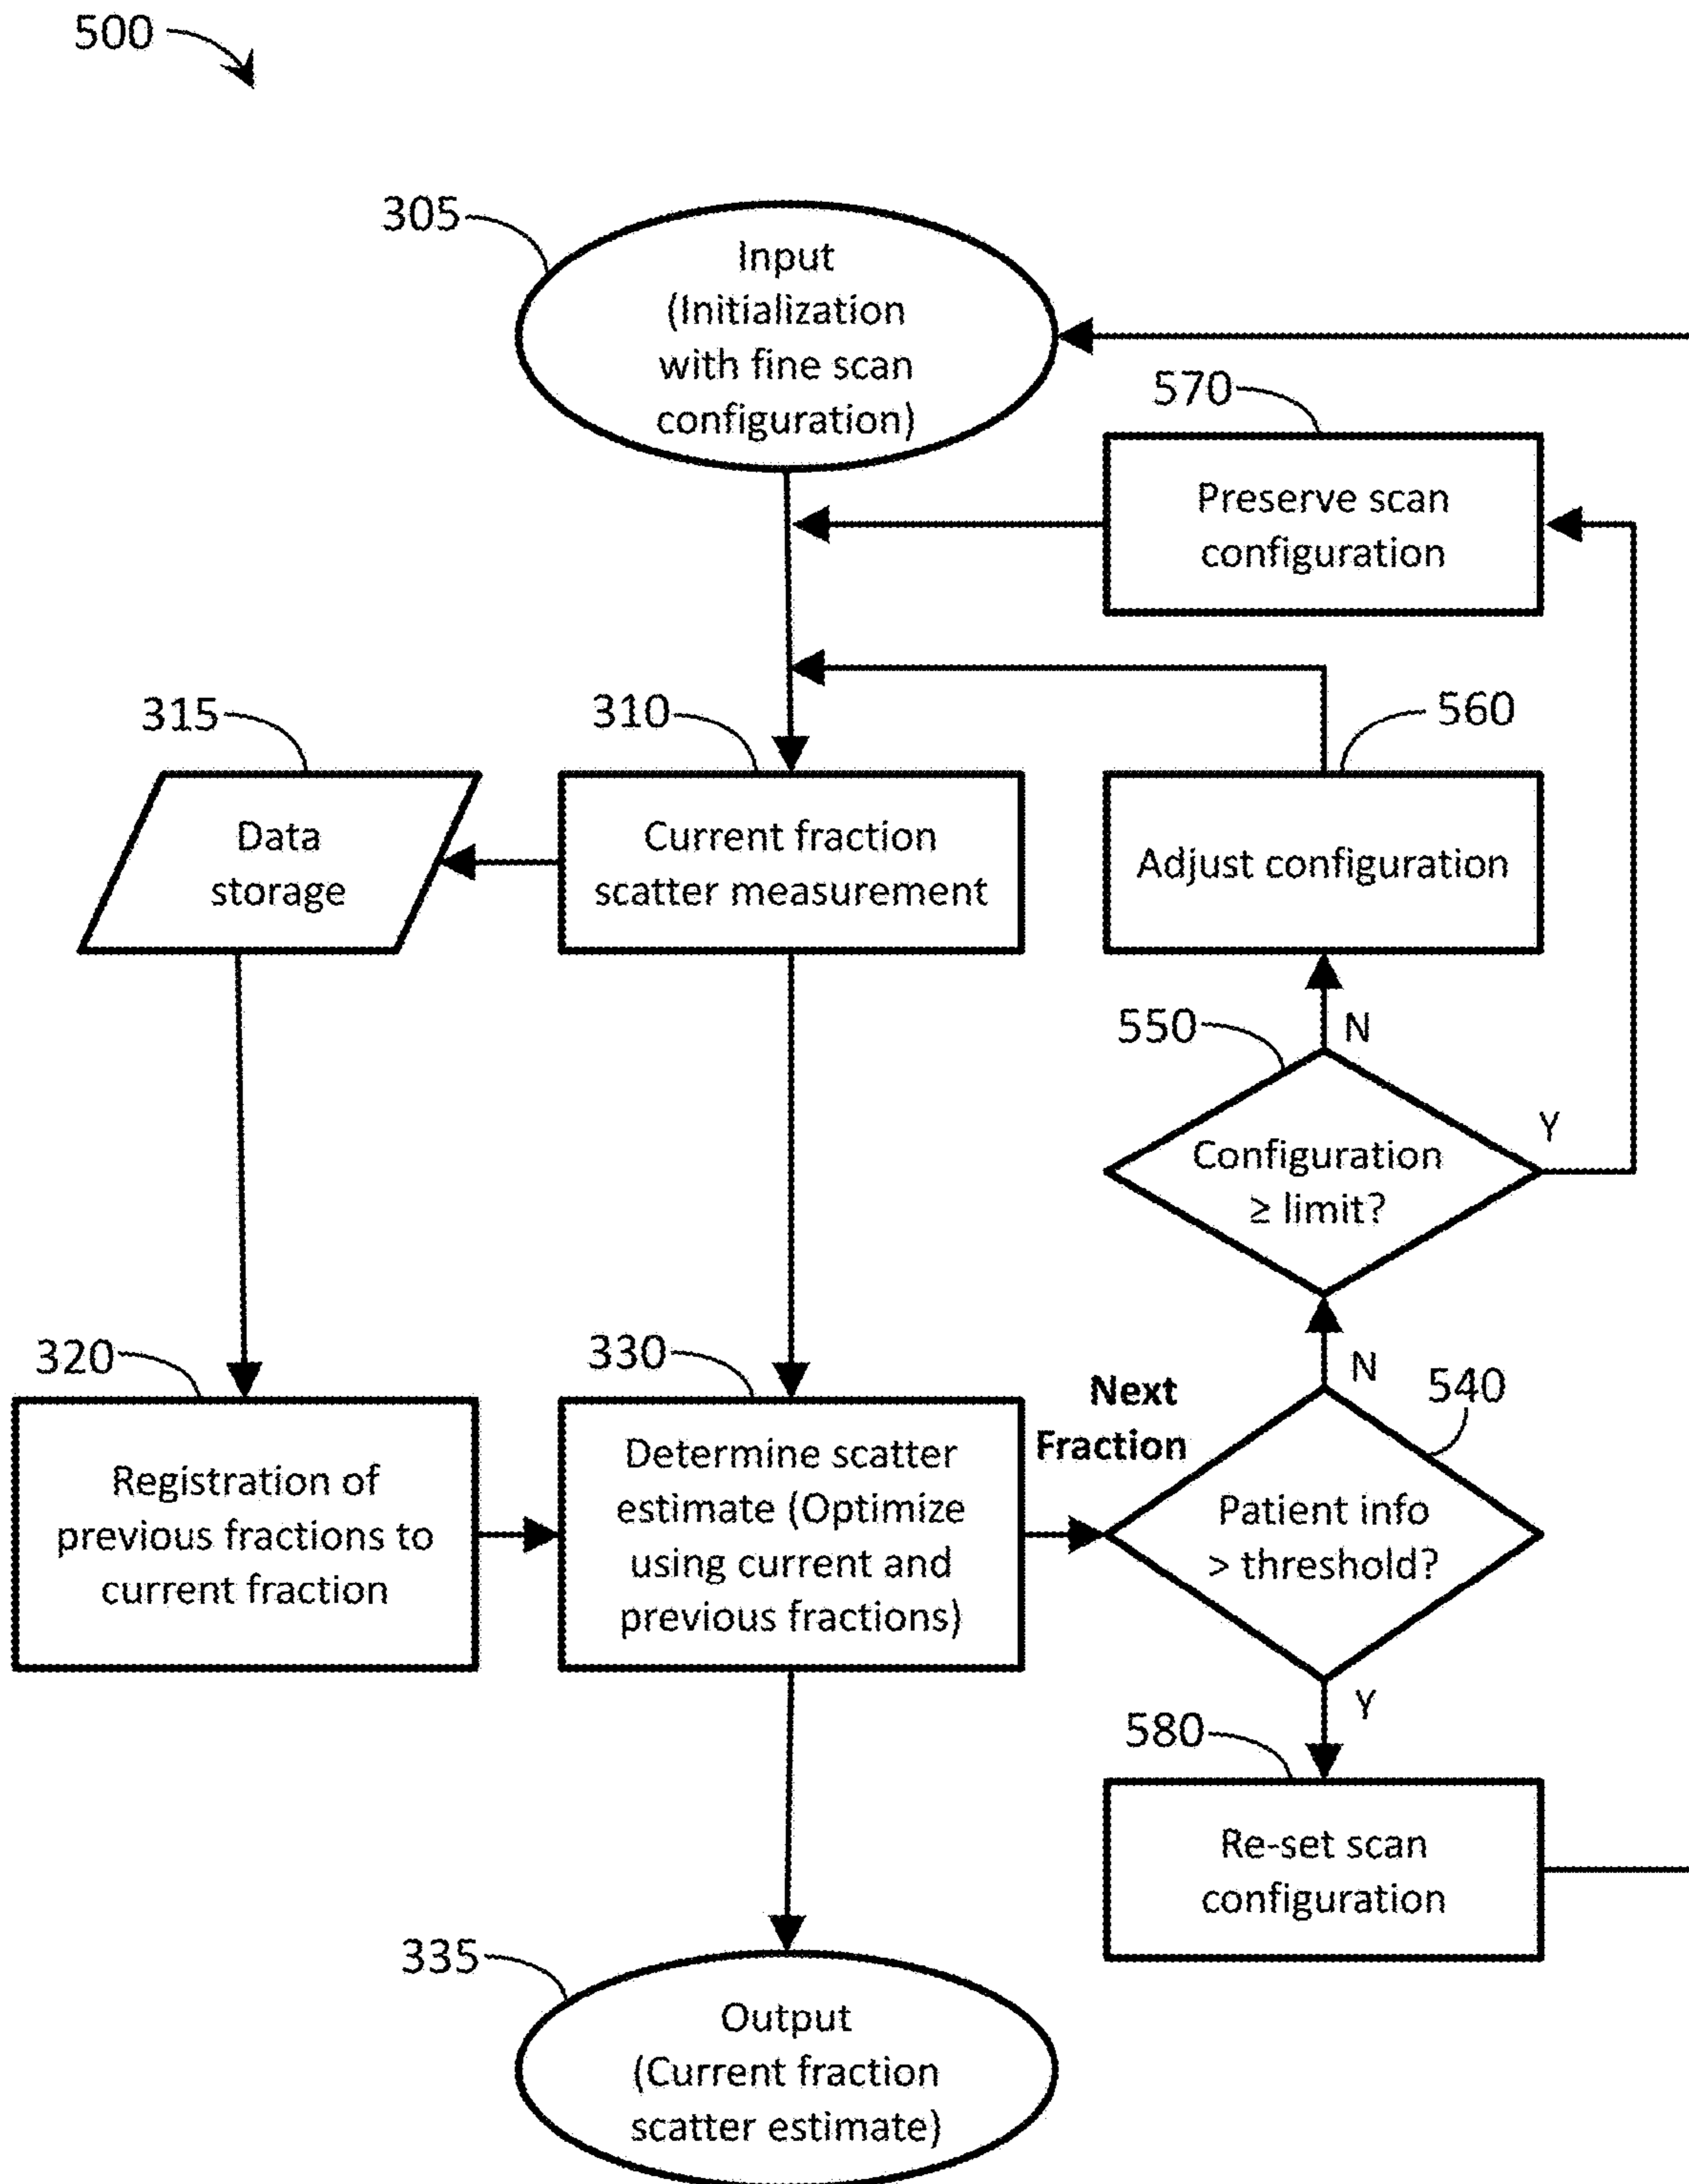 500
305
Input
(Initialization
with fine scan
configuration)
570
Preserve scan
configuration
315
Data
storage
310
Current fraction
scatter measurement
560
Adjust configuration
N
550
Y
Configuration
≥ limit?
320
Registration of
previous fractions to
current fraction
330
Determine scatter
estimate (Optimize
using current and
previous fractions)
Next
Fraction
N
540
Patient info
> threshold?
Y
580
Re-set scan
configuration
335
Output
(Current fraction
scatter estimate)